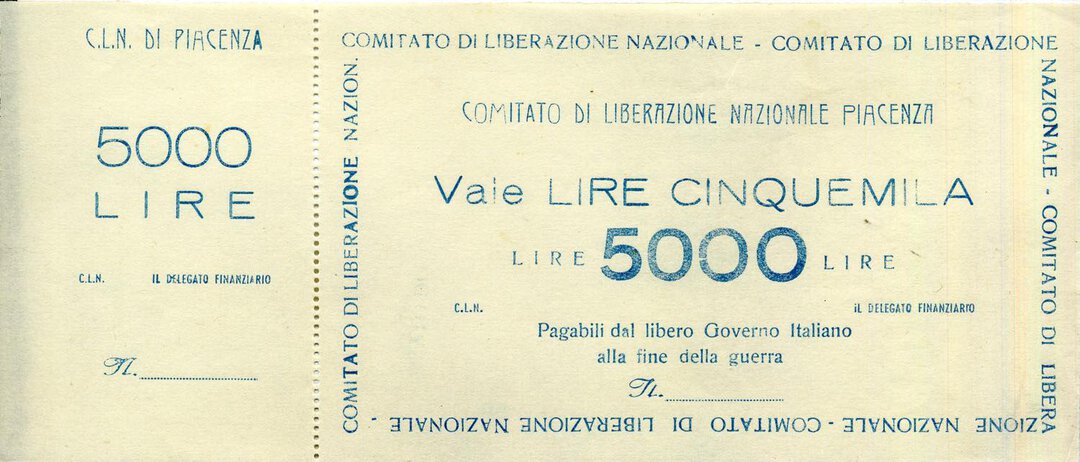 C.L.N. DI PIACENZA
5000
LIRE
C.L.N. IL DELEGATO FINANZIARIO
N.
COMITATO DI LIBERAZIONE NAZIONALE - COMITATO DI LIBERAZIONE
NAZIONALE - COMITATO DI LIBERA
ZIONE NAZIONALE - COMITATO DI LIBERAZIONE NAZIONALE -
COMITATO DI LIBERAZIONE NAZION.
COMITATO DI LIBERAZIONE NAZIONALE PIACENZA
Vale LIRE CINQUEMILA
LIRE 5000 LIRE
C.L.N. IL DELEGATO FINANZIARIO
Pagabili dal libero Governo Italiano
alla fine della guerra
N.